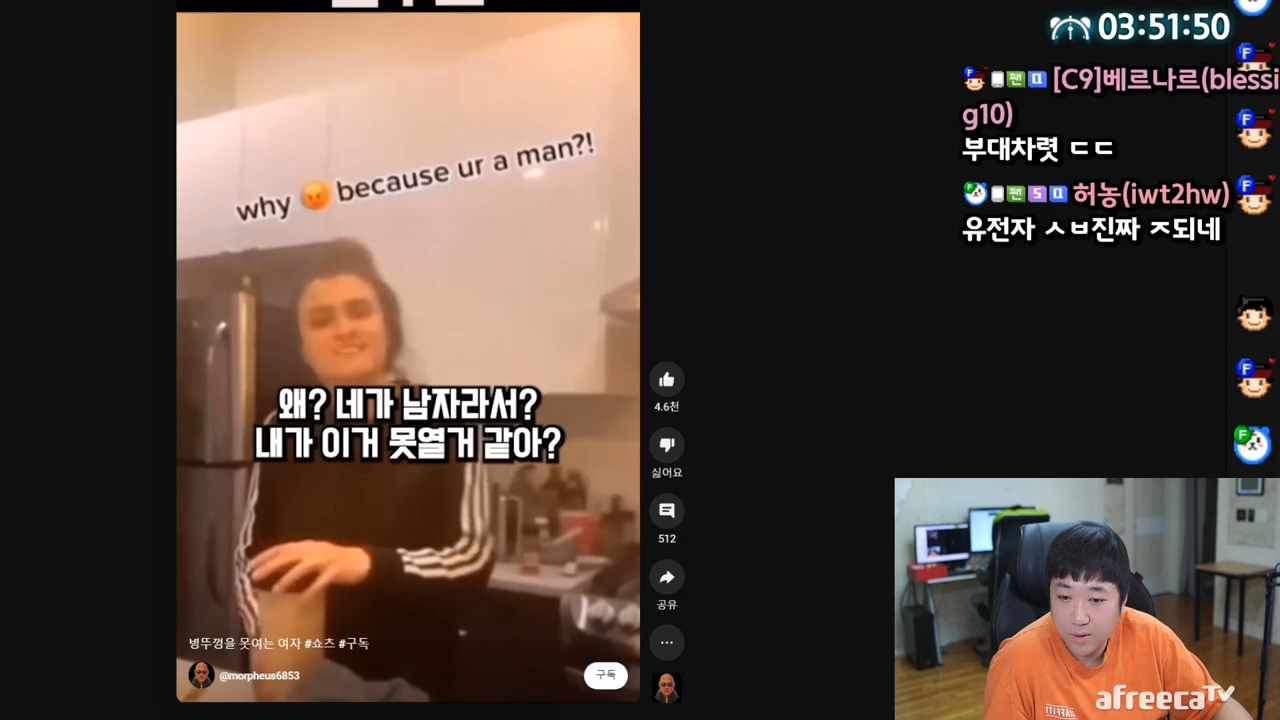 03:51:50
[C9]베르나르(blessi
g10)
부대차렷 ㄷㄷ
허농(iwt2hw)
유전자 ㅅㅂ진짜 ㅈ되네
why 😡 because ur a man?!
왜? 네가 남자라서?
내가 이거 못열거 같아?
4.6천
싫어요
512
공유
병뚜껑을 못여는 여자 #쇼츠 #구독
@morpheus6853
구독
afreecaTV